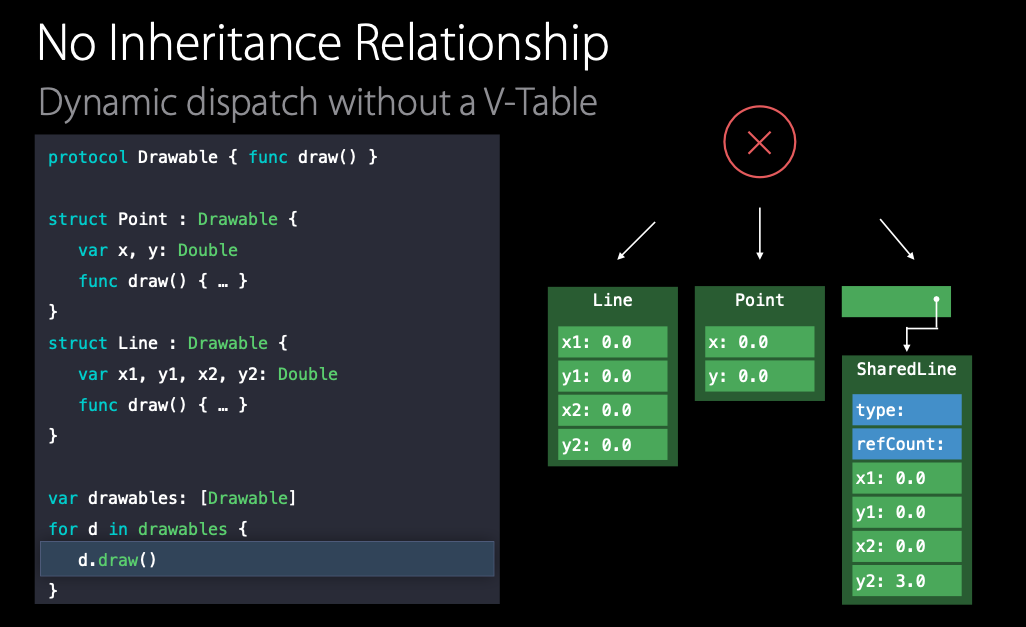 No Inheritance Relationship
Dynamic dispatch without a V-Table
protocol Drawable { func draw() }
struct Point : Drawable {
var x, y: Double
func draw() { … }
}
struct Line : Drawable {
var x1, y1, x2, y2: Double
func draw() { … }
}
var drawables: [Drawable]
for d in drawables {
d.draw()
}
Line
x1: 0.0
y1: 0.0
x2: 0.0
y2: 0.0
Point
x: 0.0
y: 0.0
SharedLine
type:
refCount:
x1: 0.0
y1: 0.0
x2: 0.0
y2: 3.0